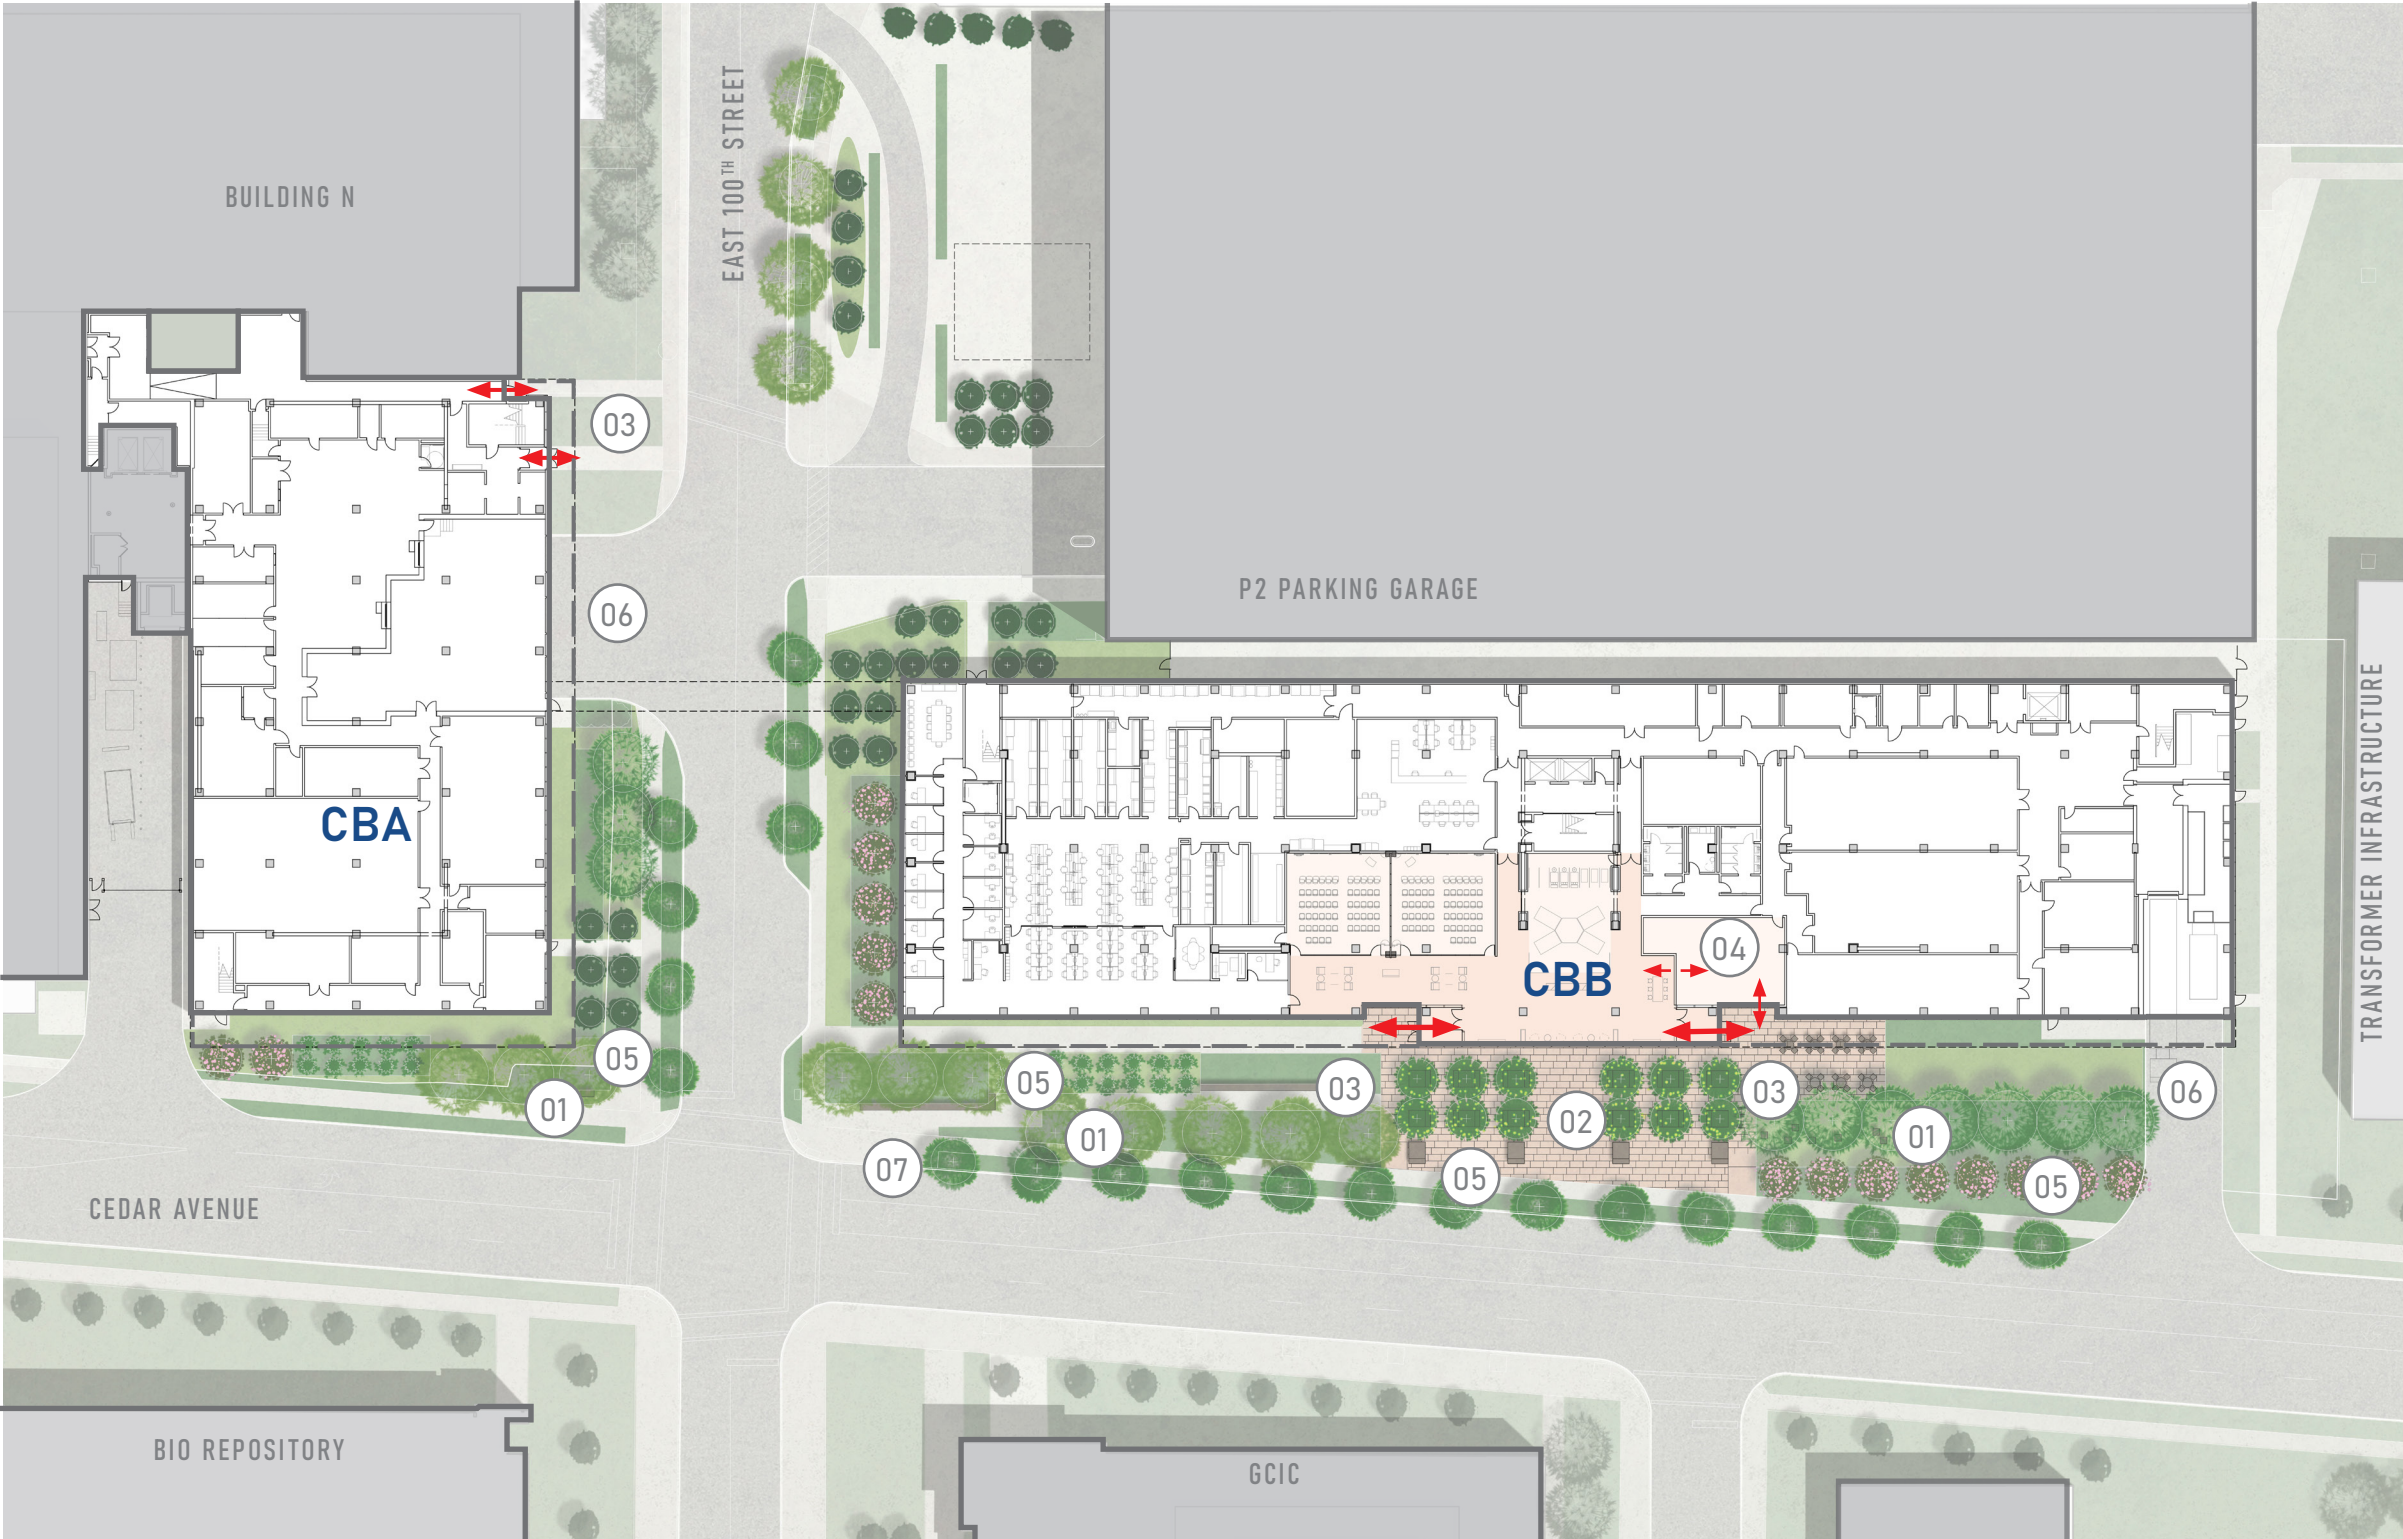 BUILDING N
EAST 100TH STREET
03
06
P2 PARKING GARAGE
TRANSFORMER INFRASTRUCTURE
CBA
CBB
04
05
01
05
03
02
03
01
06
01
07
05
05
CEDAR AVENUE
BIO REPOSITORY
GCIC